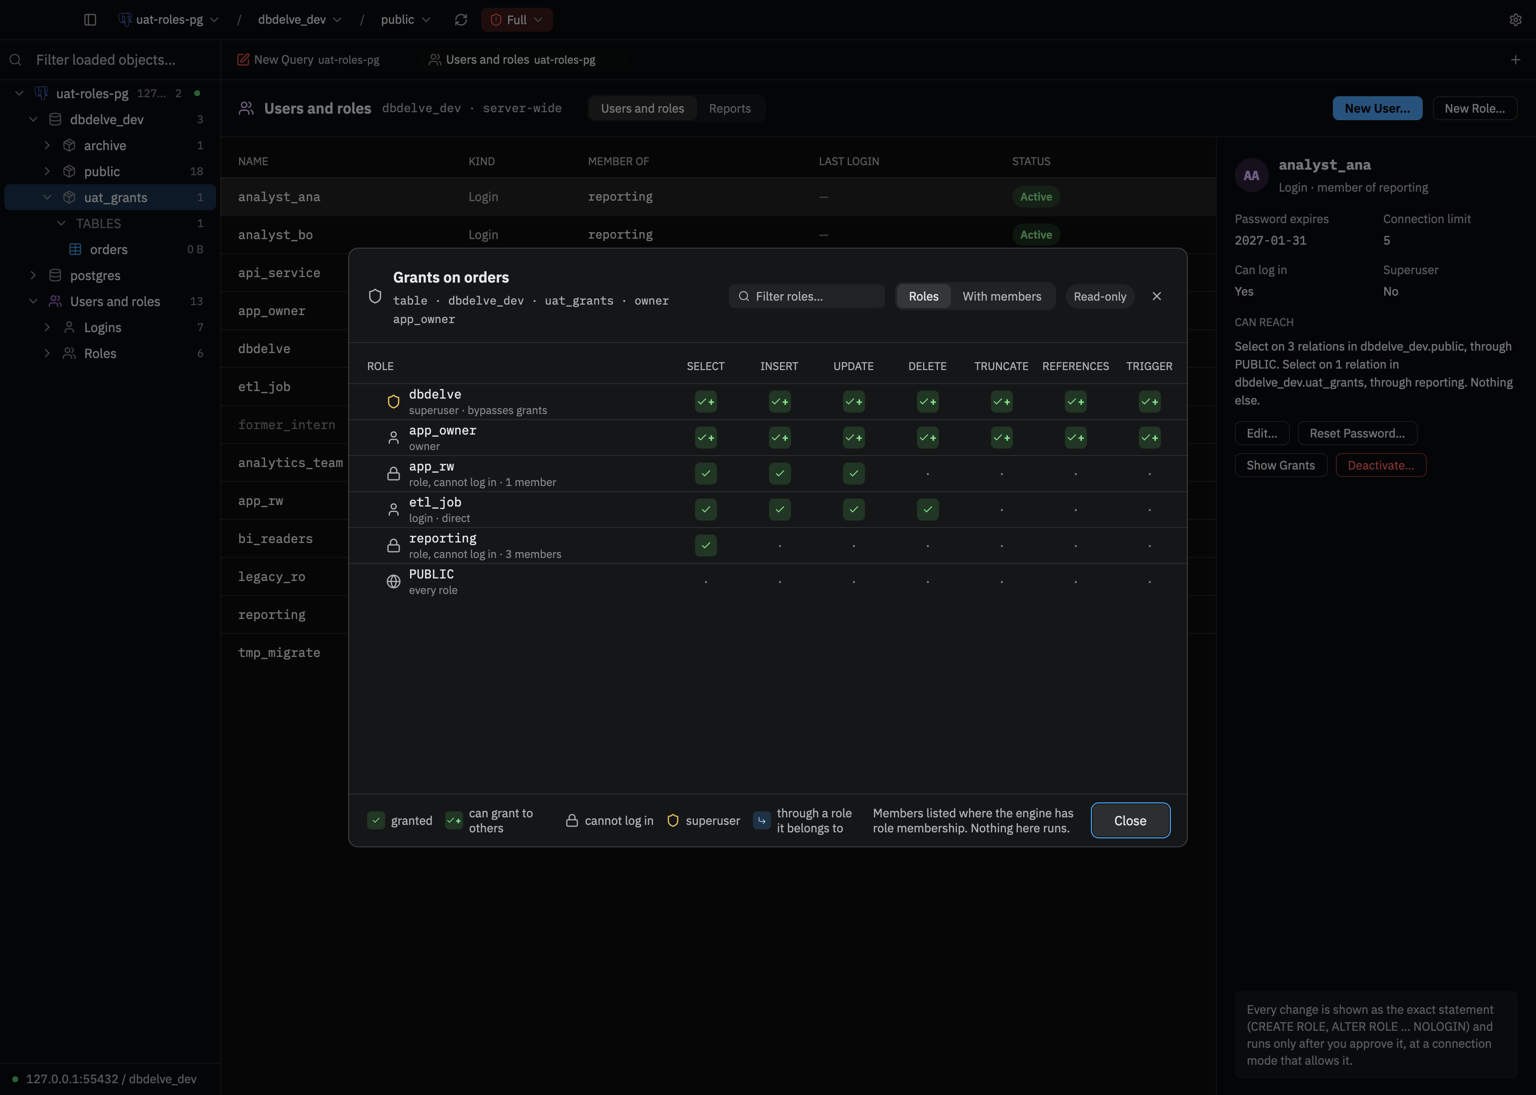 uat-roles-pg / dbdelve_dev / public Full
Filter loaded objects...
New Query uat-roles-pg
Users and roles uat-roles-pg
uat-roles-pg 127... 2
dbdelve_dev 3
archive 1
public 18
uat_grants 1
TABLES 1
orders 0 B
postgres
Users and roles 13
Logins 7
Roles 6
127.0.0.1:55432 / dbdelve_dev
Users and roles dbdelve_dev · server-wide
Users and roles Reports
New User... New Role...
NAME KIND MEMBER OF LAST LOGIN STATUS
analyst_ana Login reporting — Active
analyst_bo Login reporting — Active
api_service
app_owner
dbdelve
etl_job
former_intern
analytics_team
app_rw
bi_readers
legacy_ro
reporting
tmp_migrate
Grants on orders
table · dbdelve_dev · uat_grants · owner
app_owner
Filter roles...
Roles With members
Read-only
ROLE SELECT INSERT UPDATE DELETE TRUNCATE REFERENCES TRIGGER
dbdelve
superuser · bypasses grants
app_owner
owner
app_rw
role, cannot log in · 1 member
etl_job
login · direct
reporting
role, cannot log in · 3 members
PUBLIC
every role
granted
can grant to
others
cannot log in
superuser
through a role
it belongs to
Members listed where the engine has
role membership. Nothing here runs.
Close
AA
analyst_ana
Login · member of reporting
Password expires Connection limit
2027-01-31 5
Can log in Superuser
Yes No
CAN REACH
Select on 3 relations in dbdelve_dev.public, through
PUBLIC. Select on 1 relation in
dbdelve_dev.uat_grants, through reporting. Nothing
else.
Edit... Reset Password...
Show Grants Deactivate...
Every change is shown as the exact statement
(CREATE ROLE, ALTER ROLE ... NOLOGIN) and
runs only after you approve it, at a connection
mode that allows it.